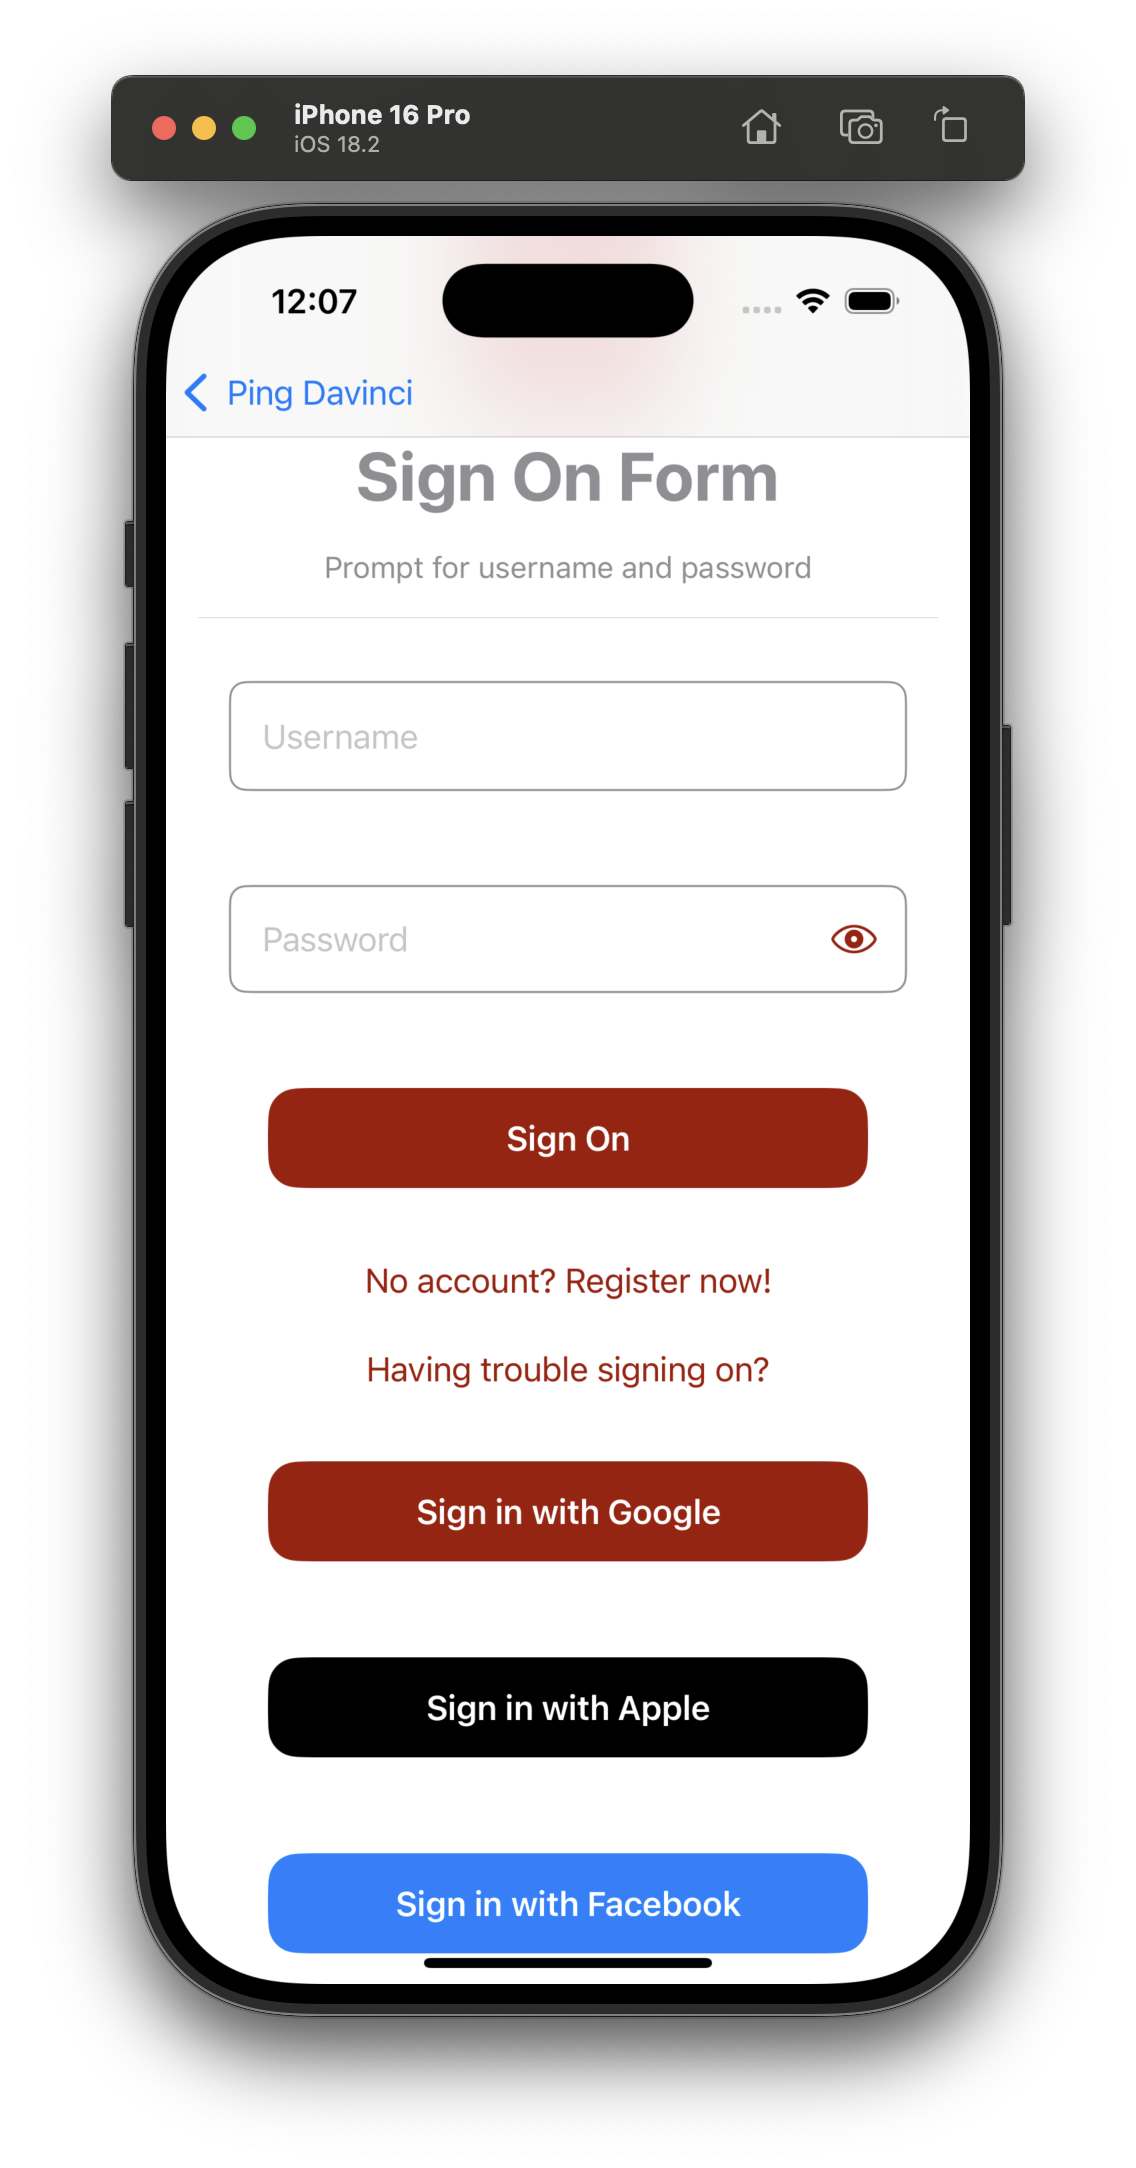 iPhone 16 Pro
iOS 18.2
12:07
Ping Davinci
Sign On Form
Prompt for username and password
Username
Password
Sign On
No account? Register now!
Having trouble signing on?
Sign in with Google
Sign in with Apple
Sign in with Facebook